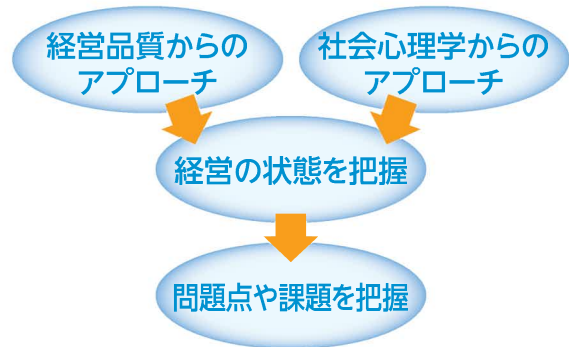 経営品質からの
アプローチ
社会心理学からの
アプローチ
経営の状態を把握
問題点や課題を把握